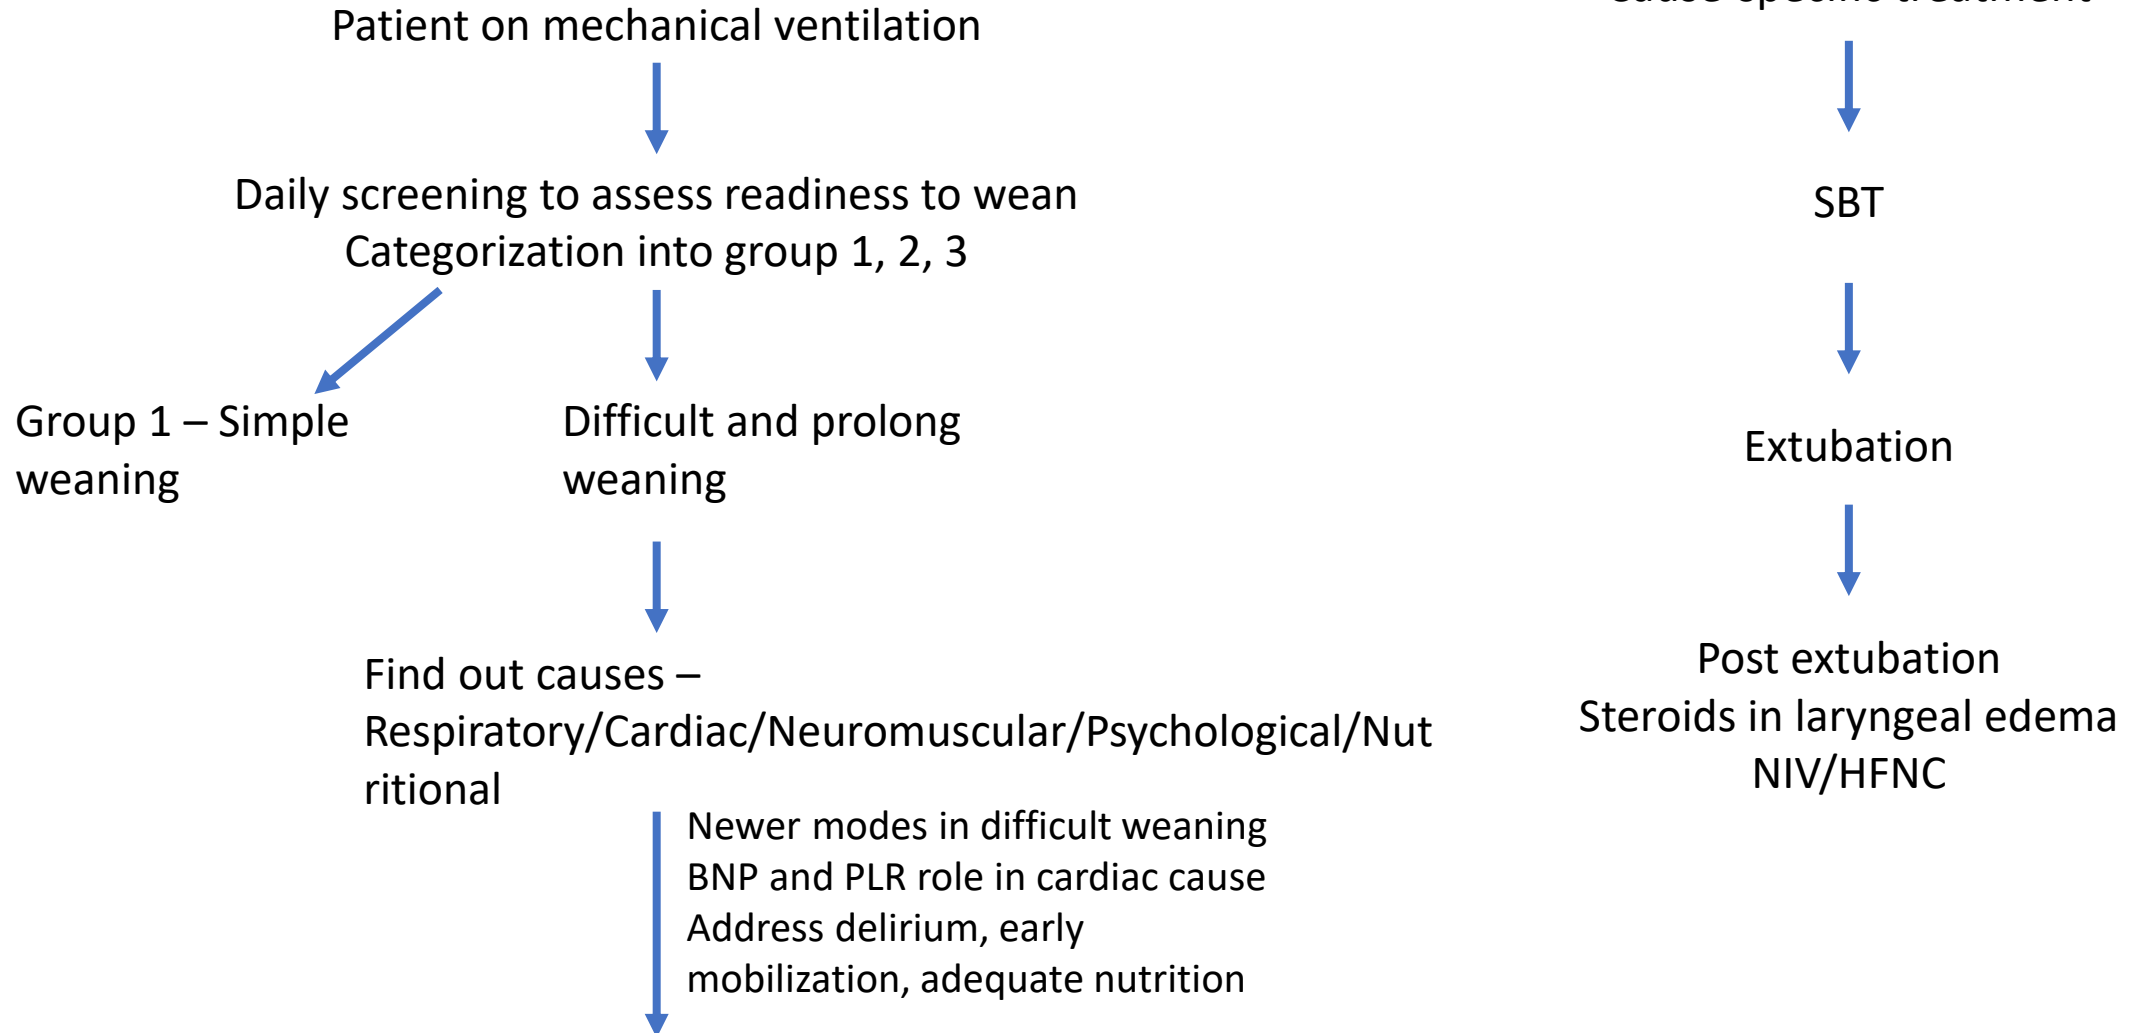 Patient on mechanical ventilation
Daily screening to assess readiness to wean
Categorization into group 1, 2, 3
Group 1 – Simple
weaning
Difficult and prolong
weaning
Find out causes –
Respiratory/Cardiac/Neuromuscular/Psychological/Nut
ritional
Newer modes in difficult weaning
BNP and PLR role in cardiac cause
Address delirium, early
mobilization, adequate nutrition
specific treatment
SBT
Extubation
Post extubation
Steroids in laryngeal edema
NIV/HFNC